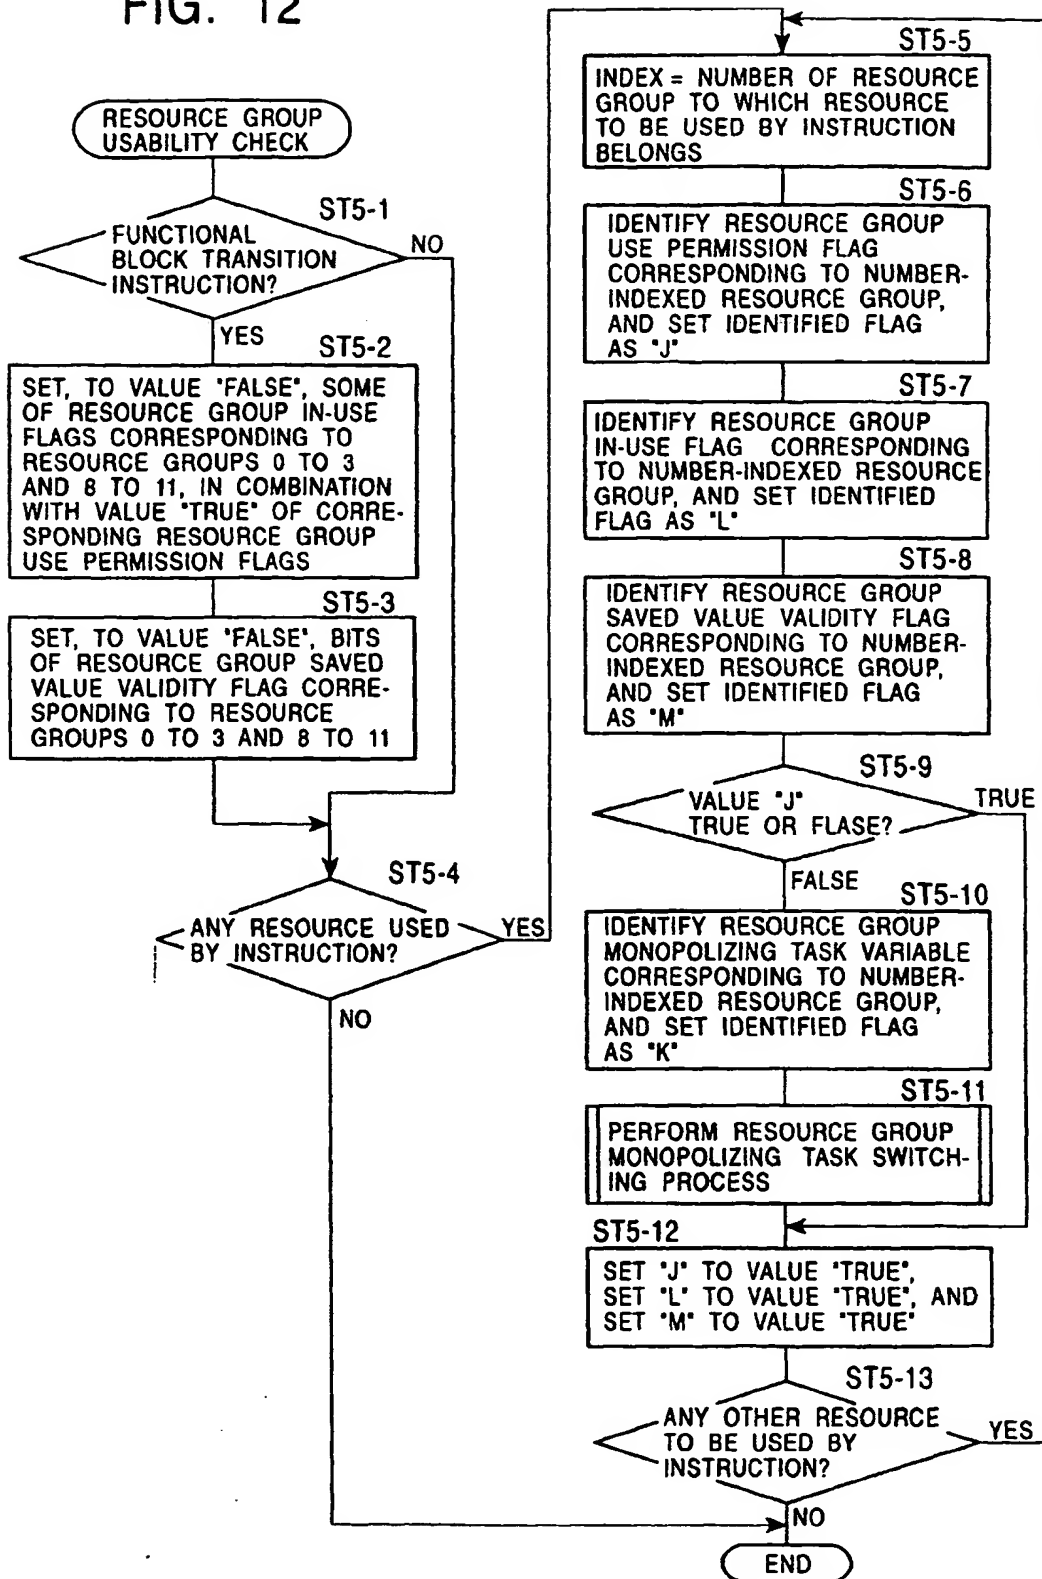 FIG. 12
RESOURCE GROUP
USABILITY CHECK
ST5-1
FUNCTIONAL
BLOCK TRANSITION
INSTRUCTION?
NO
YES
ST5-2
SET, TO VALUE "FALSE", SOME
OF RESOURCE GROUP IN-USE
FLAGS CORRESPONDING TO
RESOURCE GROUPS 0 TO 3
AND 8 TO 11, IN COMBINATION
WITH VALUE "TRUE" OF CORRE-
SPONDING RESOURCE GROUP
USE PERMISSION FLAGS
ST5-3
SET, TO VALUE "FALSE", BITS
OF RESOURCE GROUP SAVED
VALUE VALIDITY FLAG CORRE-
SPONDING TO RESOURCE
GROUPS 0 TO 3 AND 8 TO 11
ST5-4
ANY RESOURCE USED
BY INSTRUCTION?
YES
NO
ST5-5
INDEX = NUMBER OF RESOURCE
GROUP TO WHICH RESOURCE
TO BE USED BY INSTRUCTION
BELONGS
ST5-6
IDENTIFY RESOURCE GROUP
USE PERMISSION FLAG
CORRESPONDING TO NUMBER-
INDEXED RESOURCE GROUP,
AND SET IDENTIFIED FLAG
AS "J"
ST5-7
IDENTIFY RESOURCE GROUP
IN-USE FLAG CORRESPONDING
TO NUMBER-INDEXED RESOURCE
GROUP, AND SET IDENTIFIED
FLAG AS "L"
ST5-8
IDENTIFY RESOURCE GROUP
SAVED VALUE VALIDITY FLAG
CORRESPONDING TO NUMBER-
INDEXED RESOURCE GROUP,
AND SET IDENTIFIED FLAG
AS "M"
ST5-9
VALUE "J"
TRUE OR FLASE?
TRUE
FALSE
ST5-10
IDENTIFY RESOURCE GROUP
MONOPOLIZING TASK VARIABLE
CORRESPONDING TO NUMBER-
INDEXED RESOURCE GROUP,
AND SET IDENTIFIED FLAG
AS "K"
ST5-11
PERFORM RESOURCE GROUP
MONOPOLIZING TASK SWITCH-
ING PROCESS
ST5-12
SET "J" TO VALUE "TRUE",
SET "L" TO VALUE "TRUE", AND
SET "M" TO VALUE "TRUE"
ST5-13
ANY OTHER RESOURCE
TO BE USED BY
INSTRUCTION?
YES
NO
END